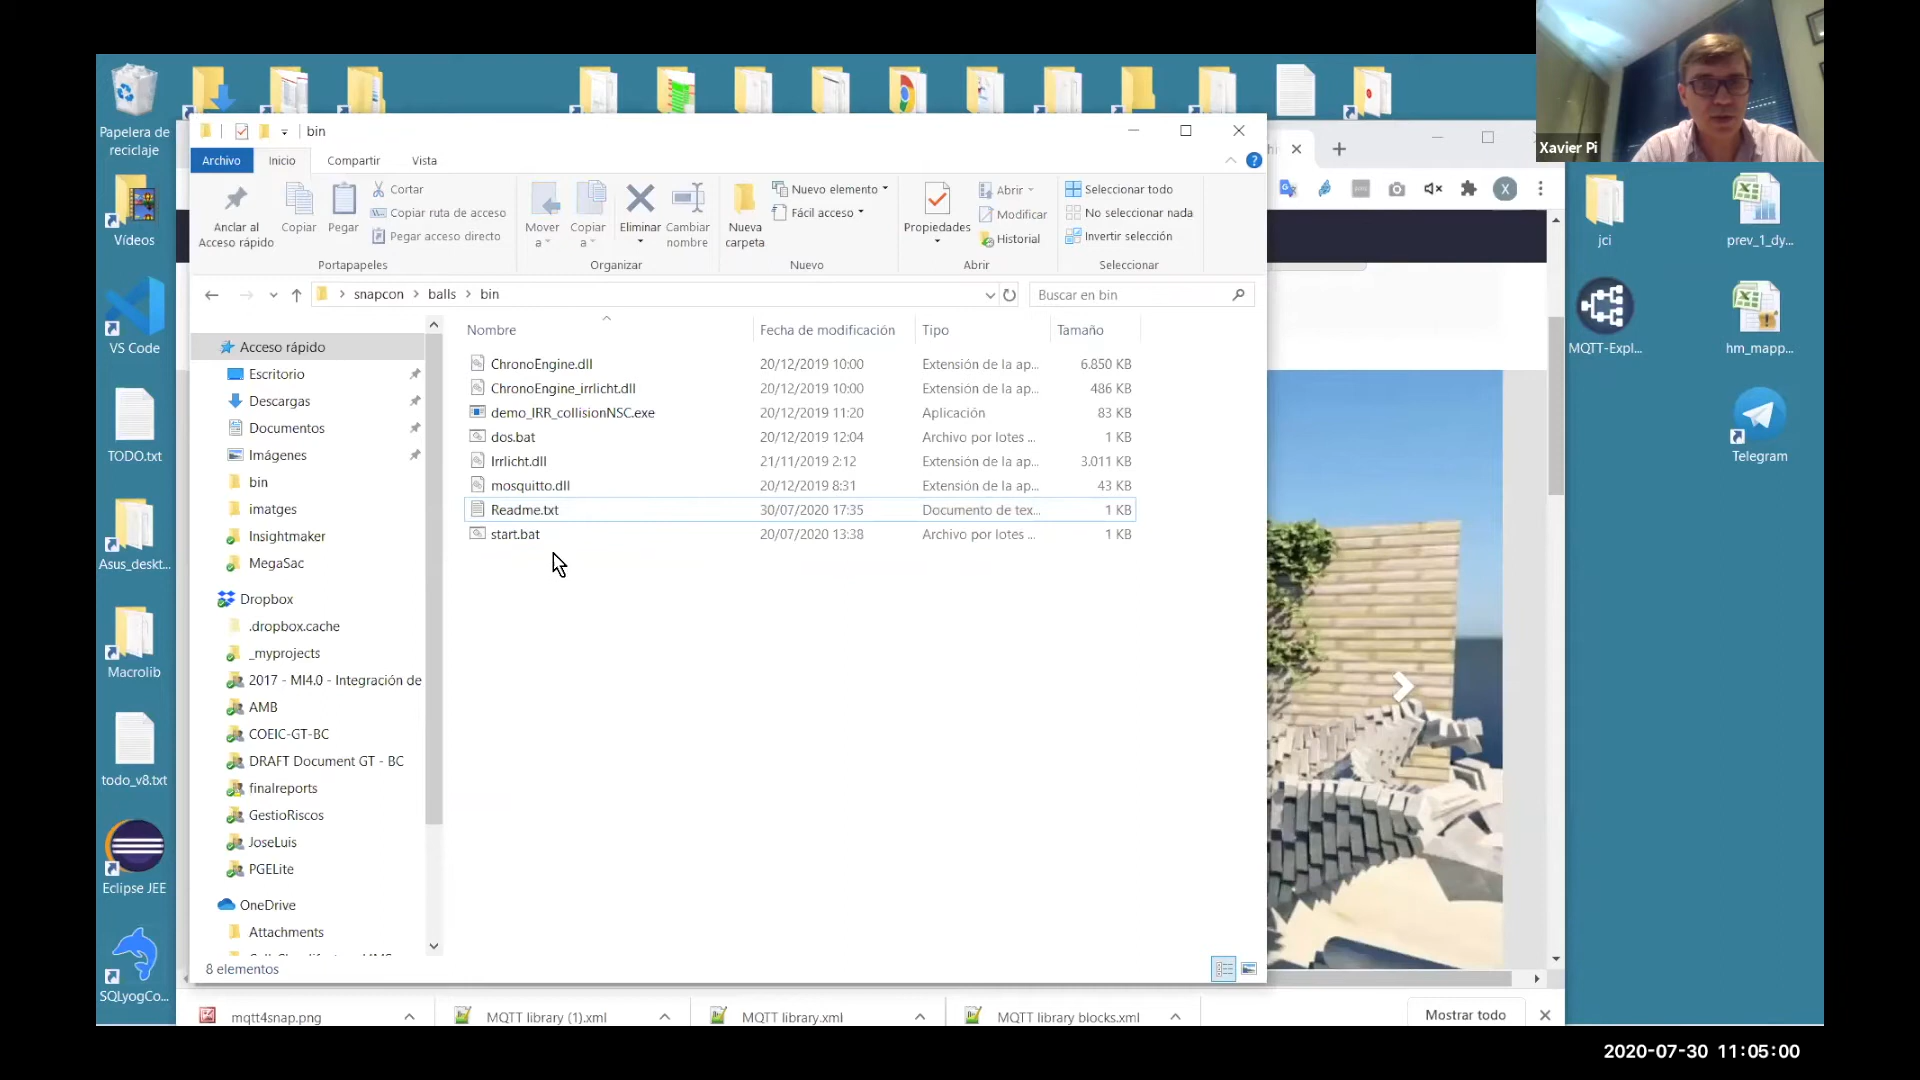 Xavier Pi
Papelera de
reciclaje
Vídeos
VS Code
TODO.txt
Asus_deskt...
Macrolib
todo_v8.txt
Eclipse JEE
SQLyogCo...
bin
Archivo
Inicio
Compartir
Vista
Anclar al
Acceso rápido
Copiar
Pegar
Cortar
Copiar ruta de acceso
Pegar acceso directo
Portapapeles
Mover
a
Copiar
a
Eliminar
Cambiar
nombre
Organizar
Nueva
carpeta
Nuevo elemento
Fácil acceso
Nuevo
Propiedades
Abrir
Modificar
Historial
Abrir
Seleccionar todo
No seleccionar nada
Invertir selección
Seleccionar
snapcon > balls > bin
Buscar en bin
Acceso rápido
Escritorio
Descargas
Documentos
Imágenes
bin
imatges
Insightmaker
MegaSac
Dropbox
.dropbox.cache
_myprojects
2017 - MI4.0 - Integración de
AMB
COEIC-GT-BC
DRAFT Document GT - BC
finalreports
GestioRiscos
JoseLuis
PGELite
OneDrive
Attachments
Nombre Fecha de modificación Tipo Tamaño
ChronoEngine.dll 20/12/2019 10:00 Extensión de la ap... 6.850 KB
ChronoEngine_irrlicht.dll 20/12/2019 10:00 Extensión de la ap... 486 KB
demo_IRR_collisionNSC.exe 20/12/2019 11:20 Aplicación 83 KB
dos.bat 20/12/2019 12:04 Archivo por lotes ... 1 KB
Irrlicht.dll 21/11/2019 2:12 Extensión de la ap... 3.011 KB
mosquitto.dll 20/12/2019 8:31 Extensión de la ap... 43 KB
Readme.txt 30/07/2020 17:35 Documento de tex... 1 KB
start.bat 20/07/2020 13:38 Archivo por lotes ... 1 KB
8 elementos
X
jci
prev_1_dy...
MQTT-Expl...
hm_mapp...
Telegram
mqtt4snap.png
MQTT library (1).xml
MQTT library.xml
MQTT library blocks.xml
Mostrar todo
2020-07-30 11:05:00